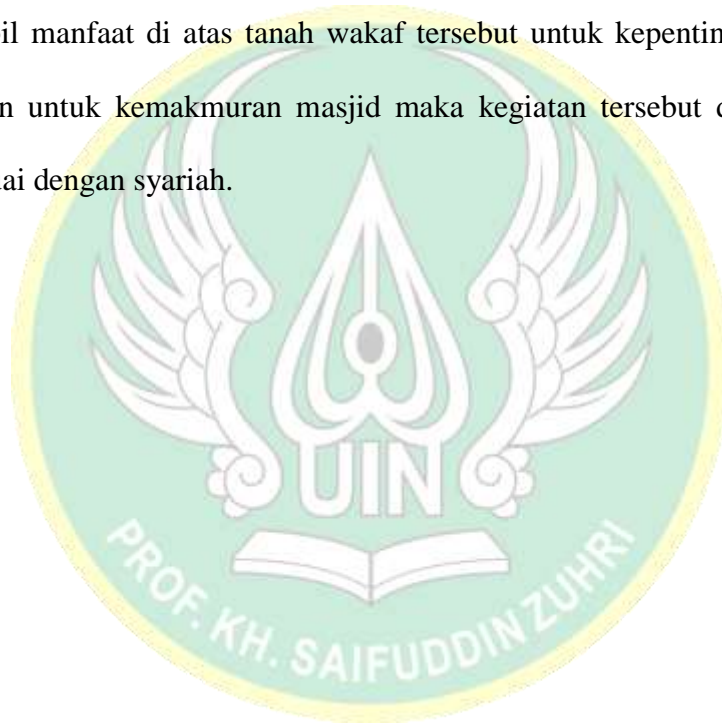 il manfaat di atas tanah wakaf tersebut untuk kepentin
n untuk kemakmuran masjid maka kegiatan tersebut
ai dengan syariah.
UIN
PROF. KH. SAIFUDDIN ZUHRI